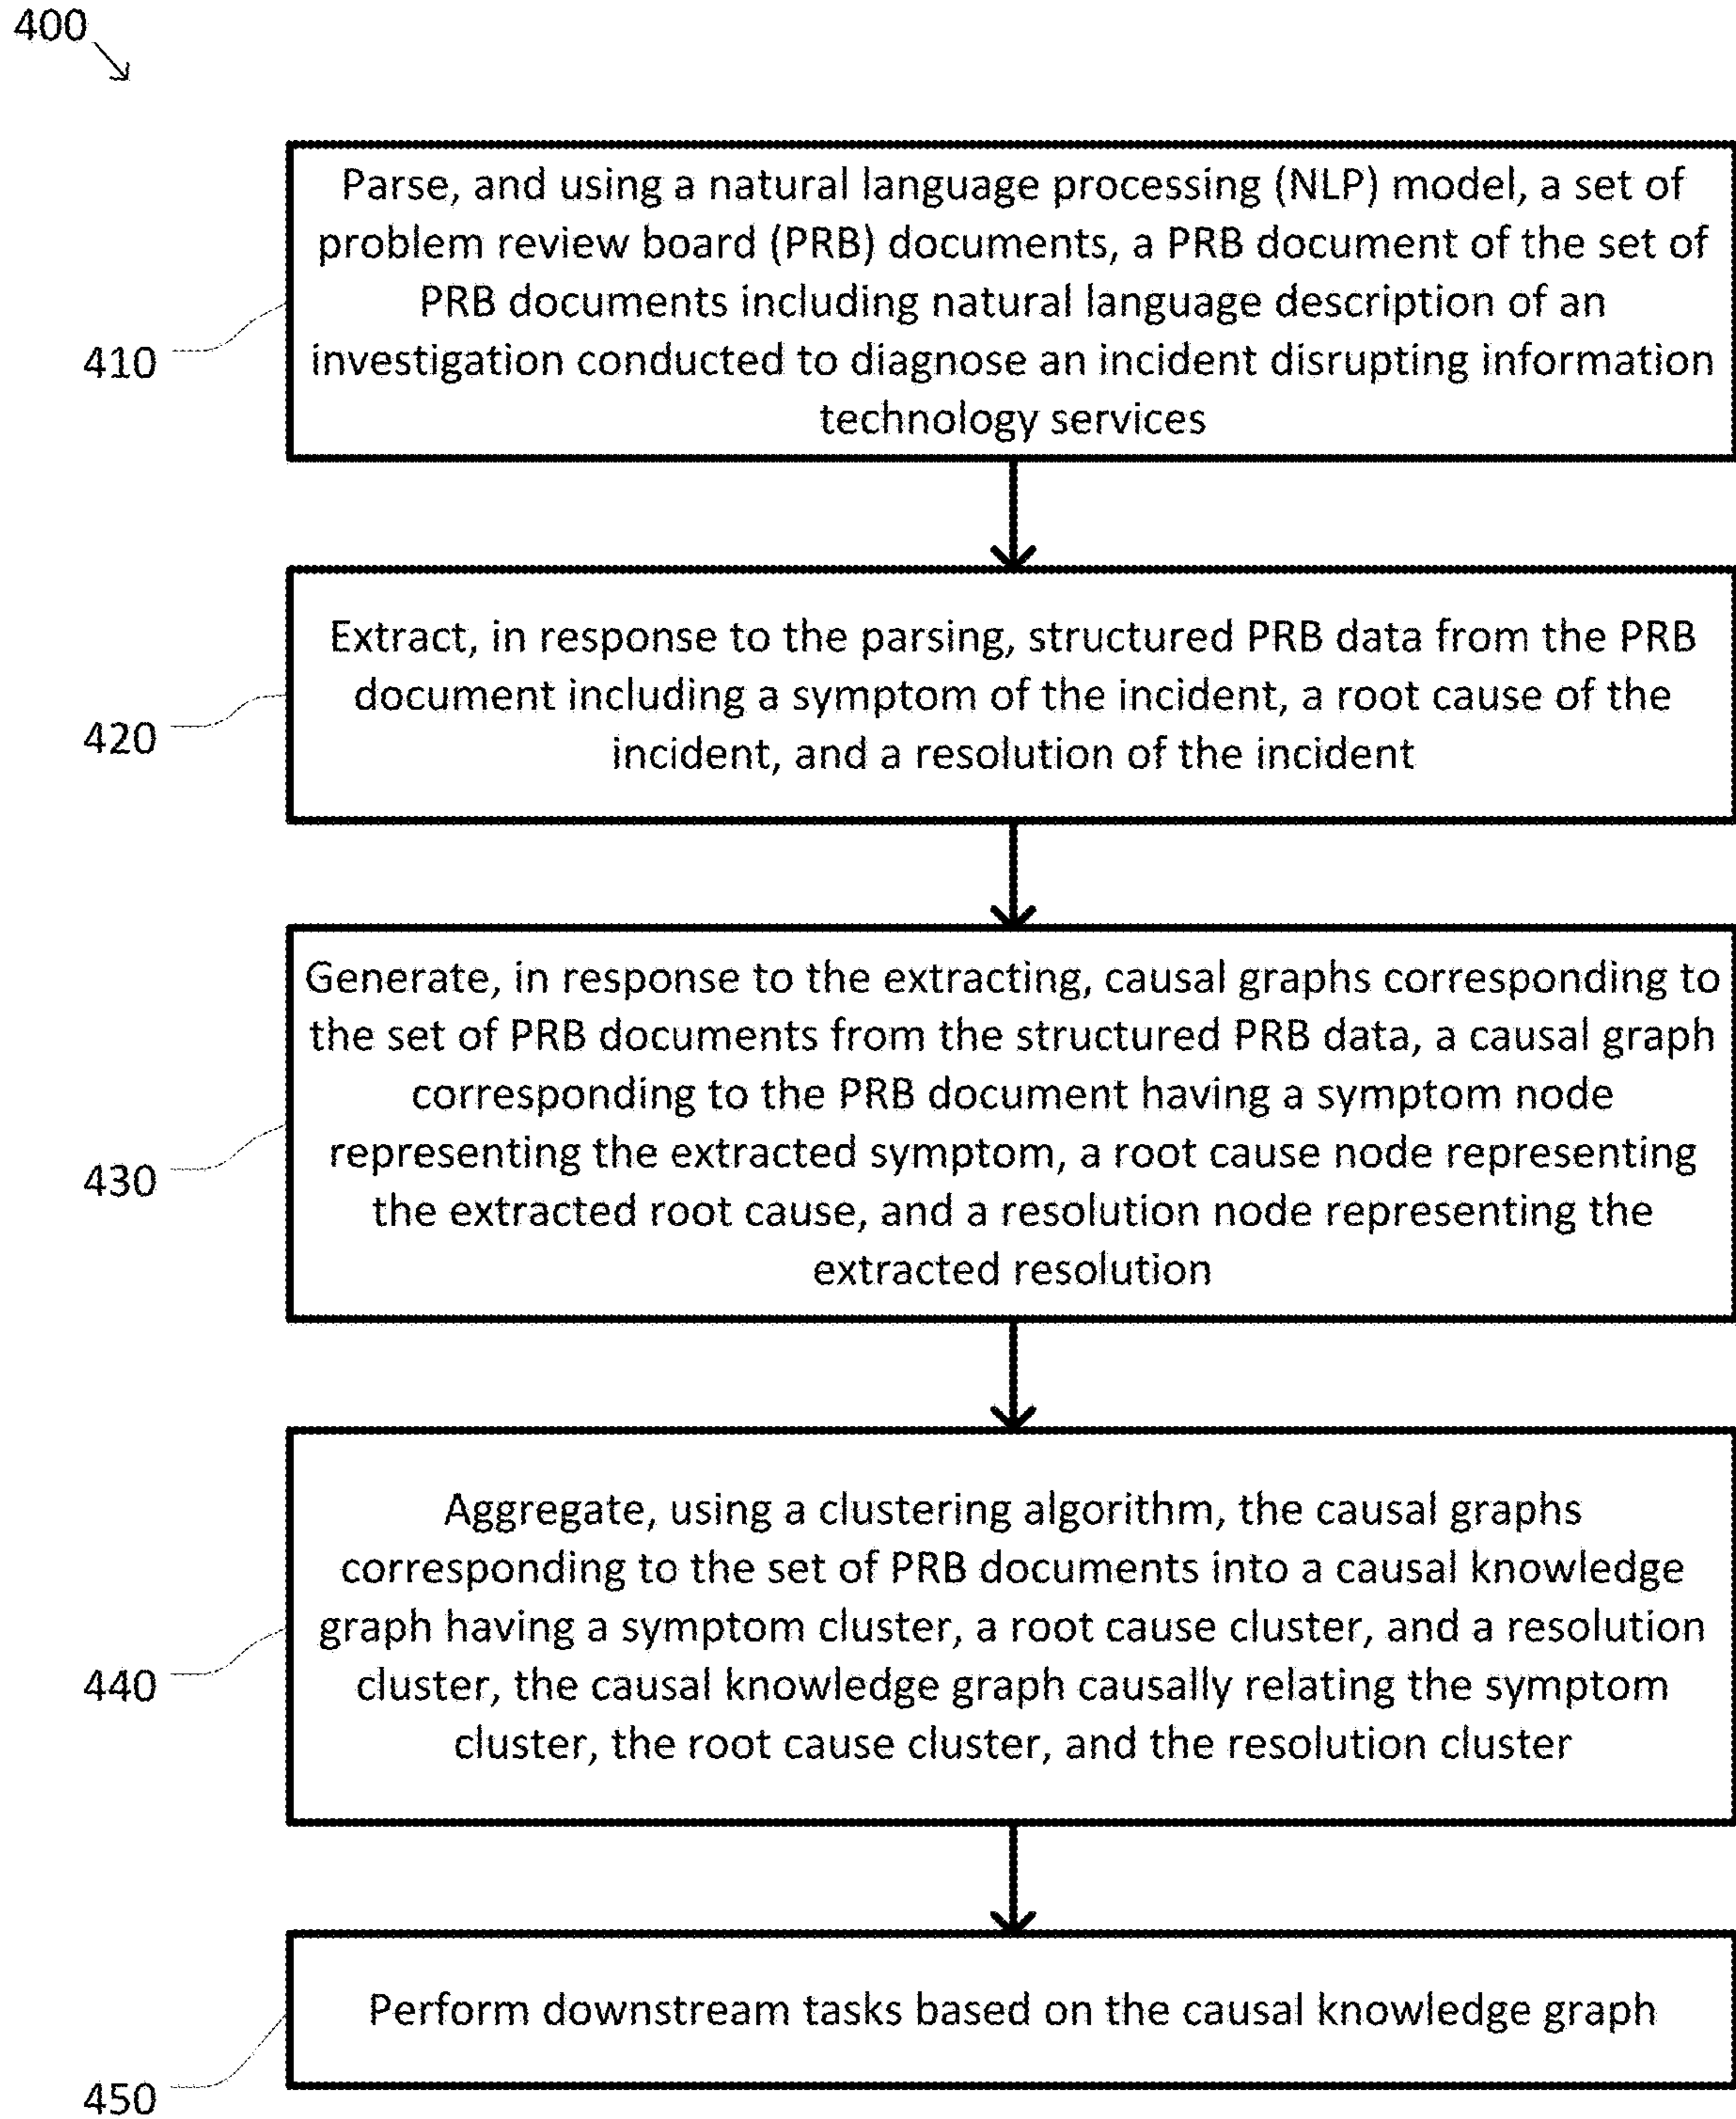 400
Parse, and using a natural language processing (NLP) model, a set of
problem review board (PRB) documents, a PRB document of the set of
PRB documents including natural language description of an
investigation conducted to diagnose an incident disrupting information
technology services
410
Extract, in response to the parsing, structured PRB data from the PRB
document including a symptom of the incident, a root cause of the
incident, and a resolution of the incident
420
Generate, in response to the extracting, causal graphs corresponding to
the set of PRB documents from the structured PRB data, a causal graph
corresponding to the PRB document having a symptom node
representing the extracted symptom, a root cause node representing
the extracted root cause, and a resolution node representing the
extracted resolution
430
Aggregate, using a clustering algorithm, the causal graphs
corresponding to the set of PRB documents into a causal knowledge
graph having a symptom cluster, a root cause cluster, and a resolution
cluster, the causal knowledge graph causally relating the symptom
cluster, the root cause cluster, and the resolution cluster
440
Perform downstream tasks based on the causal knowledge graph
450